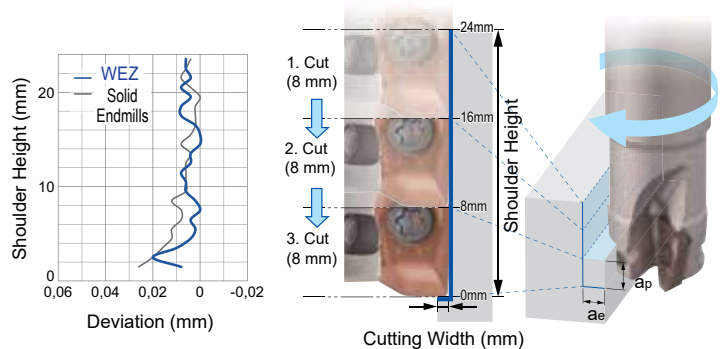 Shoulder Height (mm)
WEZ
Solid
Endmills
20
10
0
0,06
0,04
0,02
0
-0,02
Deviation (mm)
1. Cut
(8 mm)
2. Cut
(8 mm)
3. Cut
(8 mm)
24mm
16mm
8mm
0mm
Shoulder Height
Cutting Width (mm)
ap
ae